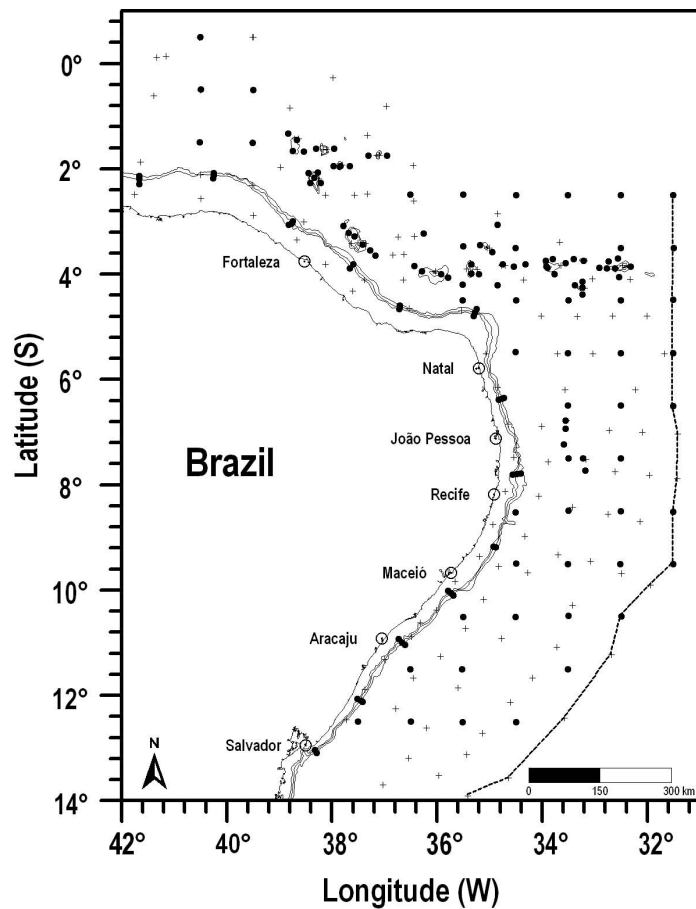 0°
2°
4°
Fortaleza
Natal
6°
João Pessoa
Latitude (S)
Brazil
8°
Recife
Maceió
10°
Aracaju
12°
Salvador
N
14°
0 150 300 km
42° 40° 38° 36° 34° 32°
Longitude (W)